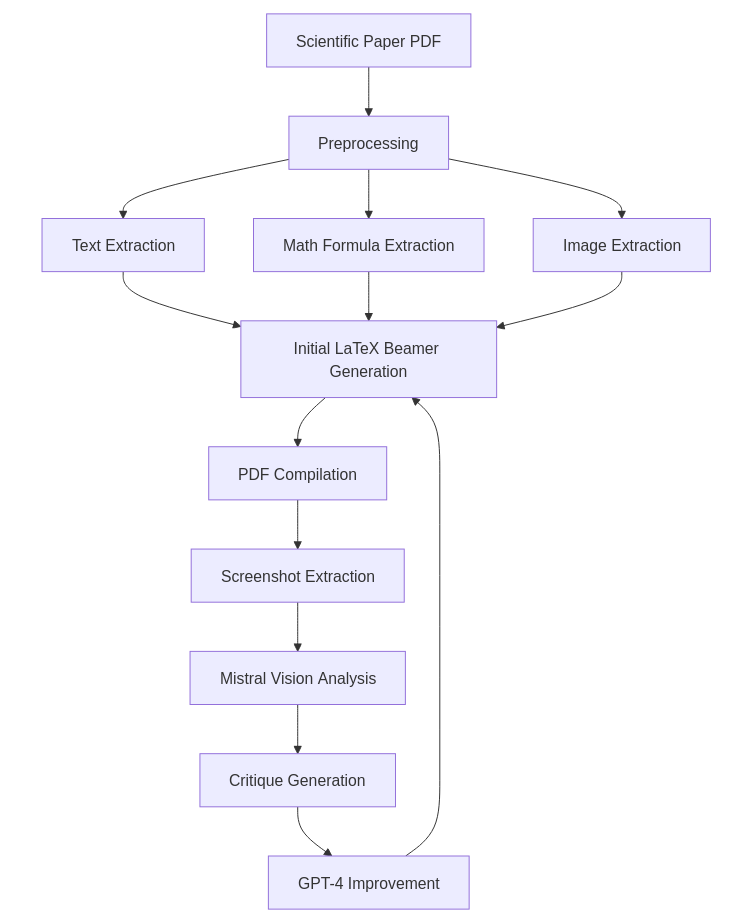 Scientific Paper PDF
Preprocessing
Text Extraction
Math Formula Extraction
Image Extraction
Initial LaTeX Beamer
Generation
PDF Compilation
Screenshot Extraction
Mistral Vision Analysis
Critique Generation
GPT-4 Improvement